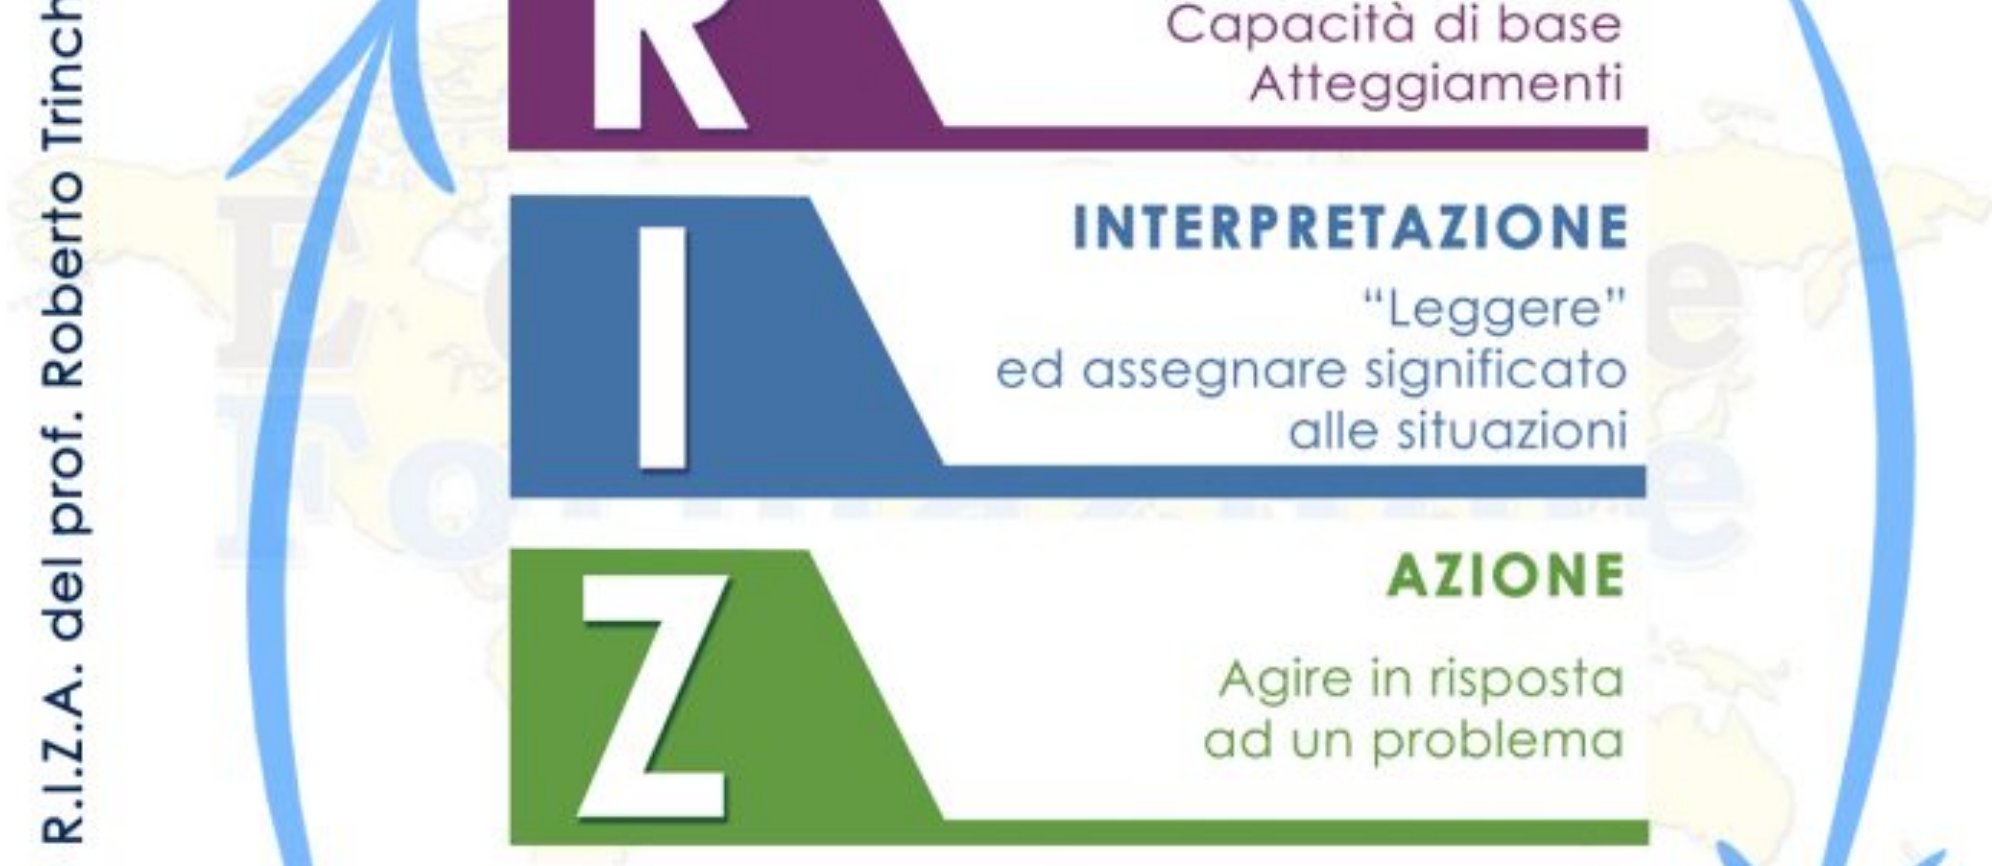 R.I.Z.A. del prof. Roberto
R
Capacità di base
Atteggiamenti
I
INTERPRETAZIONE
“Leggere”
ed assegnare significato
alle situazioni
Z
AZIONE
Agire in risposta
ad un problema